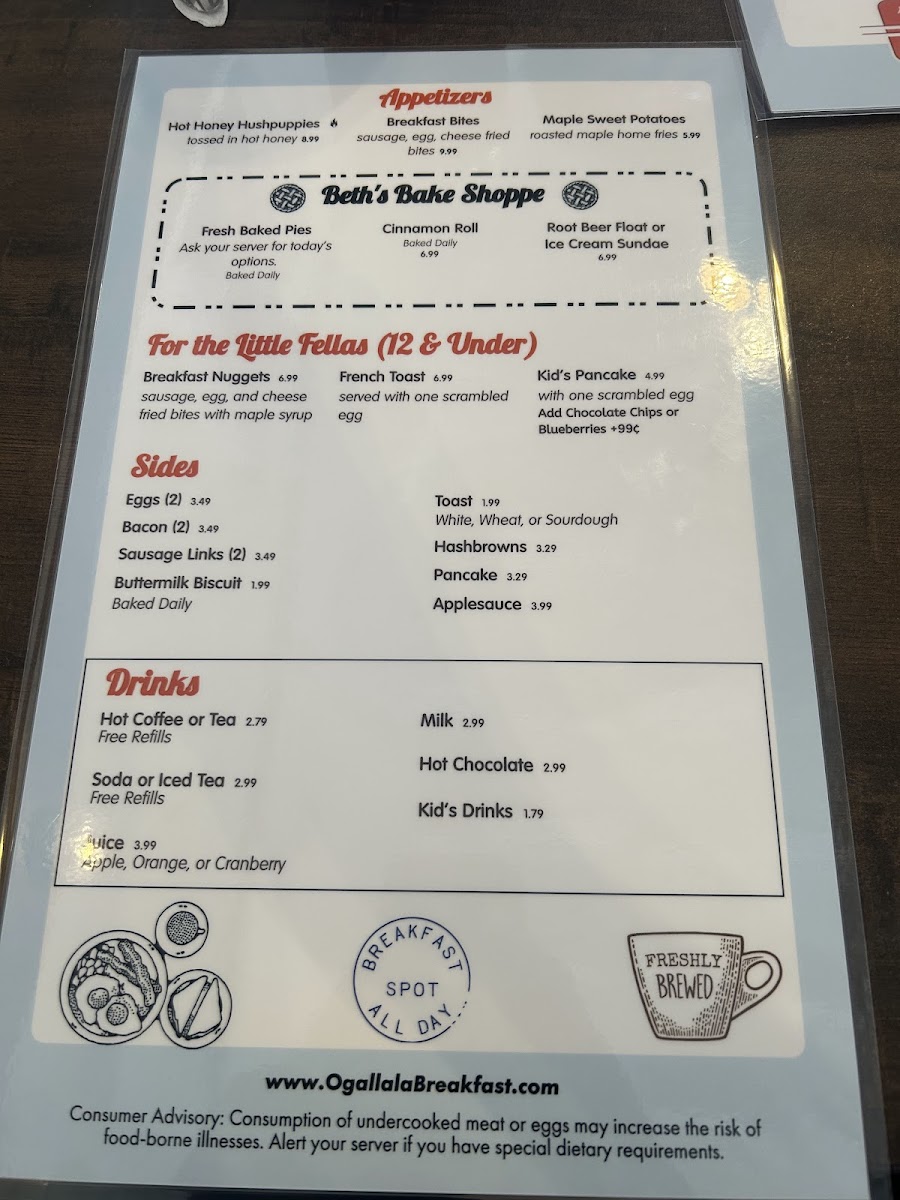 Appetizers
Hot Honey Hushpuppies
tossed in hot honey 8.99
Breakfast Bites
sausage, egg, cheese fried
bites 9.99
Maple Sweet Potatoes
roasted maple home fries 5.99
Beth's Bake Shoppe
Fresh Baked Pies
Ask your server for today's
options.
Baked Daily
Cinnamon Roll
Baked Daily
6.99
Root Beer Float or
Ice Cream Sundae
6.99
For the Little Fellas (12 & Under)
Breakfast Nuggets 6.99
sausage, egg, and cheese
fried bites with maple syrup
French Toast 6.99
served with one scrambled
egg
Kid's Pancake 4.99
with one scrambled egg
Add Chocolate Chips or
Blueberries +99¢
Sides
Eggs (2) 3.49
Bacon (2) 3.49
Sausage Links (2) 3.49
Buttermilk Biscuit 1.99
Baked Daily
Toast 1.99
White, Wheat, or Sourdough
Hashbrowns 3.29
Pancake 3.29
Applesauce 3.99
Drinks
Hot Coffee or Tea 2.79
Free Refills
Soda or Iced Tea 2.99
Free Refills
Juice 3.99
Apple, Orange, or Cranberry
Milk 2.99
Hot Chocolate 2.99
Kid's Drinks 1.79
BREAKFAST
SPOT
ALL DAY...
FRESHLY
BREWED
www.OgallalaBreakfast.com
Consumer Advisory: Consumption of undercooked meat or eggs may increase the risk of
food-borne illnesses. Alert your server if you have special dietary requirements.